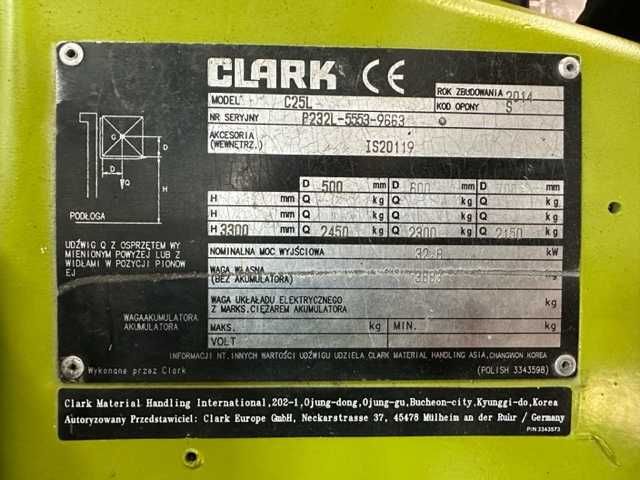 CLARK CE
ROK ZBUDOWANIA 2014
MODEL C25L KOD OPONY S
NR SERYJNY P232L-5553-9663
AKCESORIA
(WEWNETRZ.) IS20119
G
D
D
Q
H
PODŁOGA
D 500 mm D 600 mm D mm
H mm Q kg Q kg Q kg
H mm Q kg Q kg Q kg
H 3300 mm Q 2450 kg Q 2300 kg Q 2150 kg
UDŹWIG Q Z OSPRZĘTEM WY
MIENIONYM POWYŻEJ LUB Z
WIDŁAMI W POZYCJI PIONOW
EJ
NOMINALNA MOC WYJŚCIOWA 32.8 kW
WAGA WŁASNA
(BEZ AKUMULATORA) kg
WAGA UKŁAŁADU ELEKTRYCZNEGO
Z MARKS.CIĘŻAREM AKUMULATORA kg
WAGAAKUMULATORA
AKUMULATORA
MAKS. kg MIN. kg
VOLT
INFORMACJI NT.INNYCH WARTOŚCI UDŹWIGU UDZIELA CLARK MATERIAL HANDLING ASIA,CHANGWON KOREA
Wykonane przez Clark (POLISH 3343598)
Clark Material Handling International,202-1,Ojung-dong,Ojung-gu,Bucheon-city,Kyunggi-do,Korea
Autoryzowany Przedstawiciel: Clark Europe GmbH, Neckarstrasse 37, 45478 Mülheim an der Ruhr / Germany
P/N 3343573